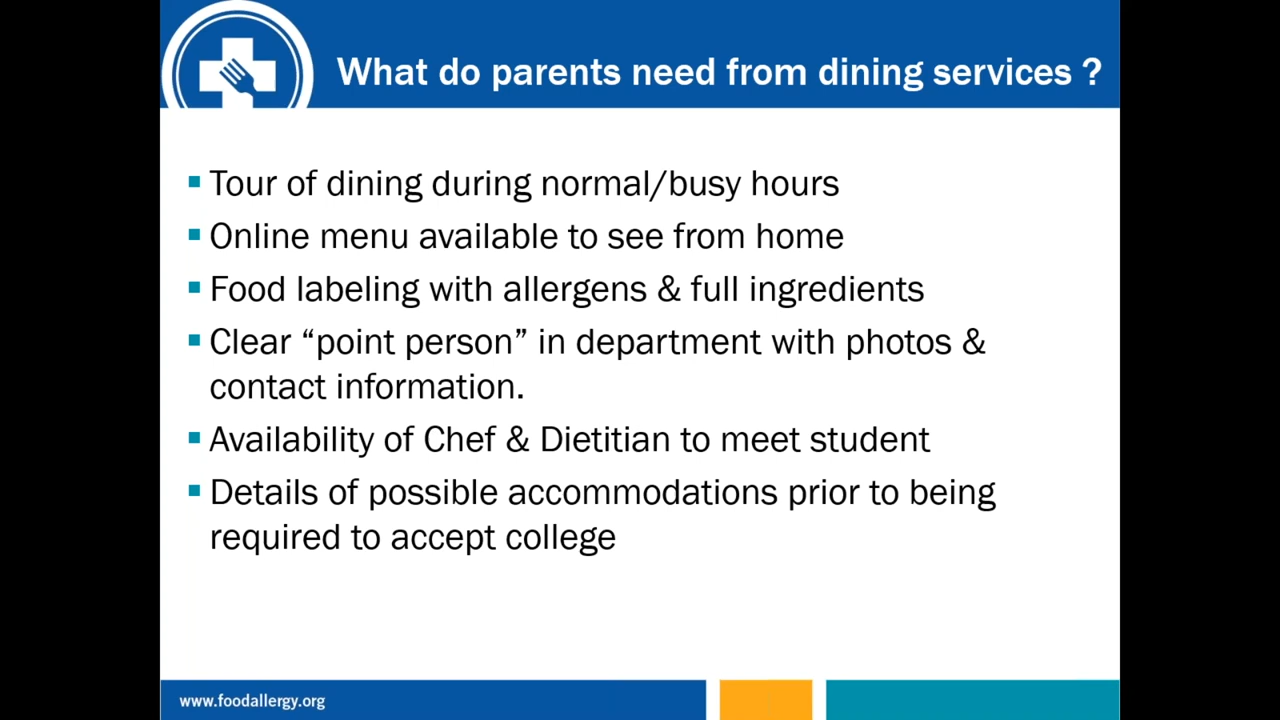 What do parents need from dining services ?
Tour of dining during normal/busy hours
Online menu available to see from home
Food labeling with allergens & full ingredients
Clear “point person” in department with photos &
contact information.
Availability of Chef & Dietitian to meet student
Details of possible accommodations prior to being
required to accept college
www.foodallergy.org